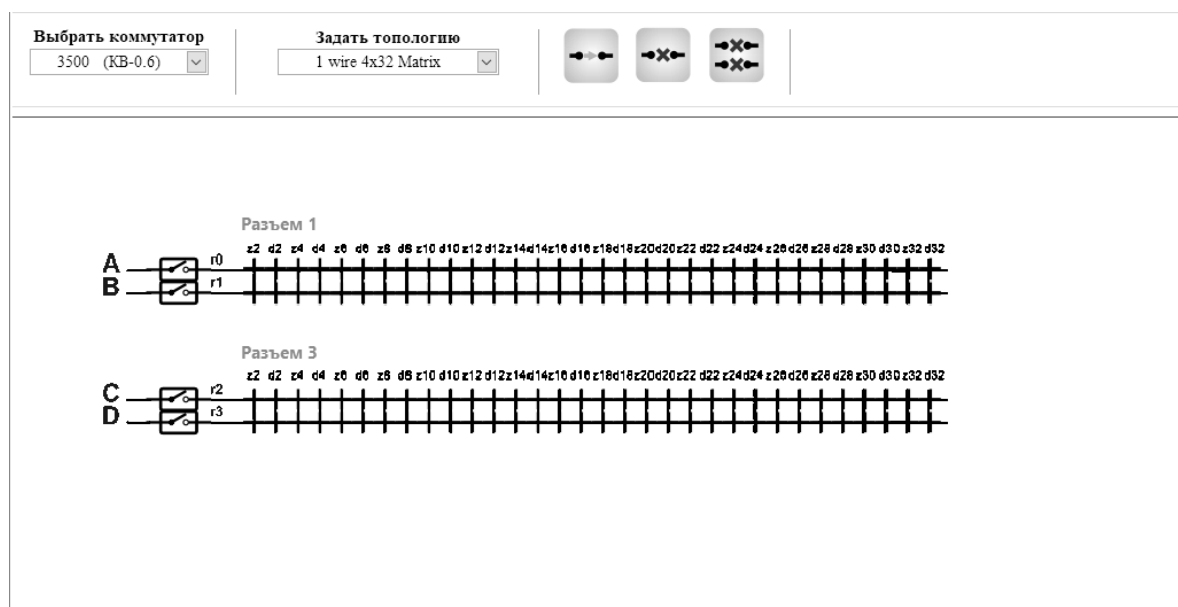 Выбрать коммутатор Задать топологию
3500 (КВ-0.6) 1 wire 4x32 Matrix
Разъем 1
z2 d2 z4 d4 z6 d6 z8 d8 z10 d10 z12 d12 z14 d14 z16 d16 z18 d18 z20 d20 z22 d22 z24 d24 z26 d26 z28 d28 z30 d30 z32 d32
A r0
B r1
Разъем 3
z2 d2 z4 d4 z6 d6 z8 d8 z10 d10 z12 d12 z14 d14 z16 d16 z18 d18 z20 d20 z22 d22 z24 d24 z26 d26 z28 d28 z30 d30 z32 d32
C r2
D r3